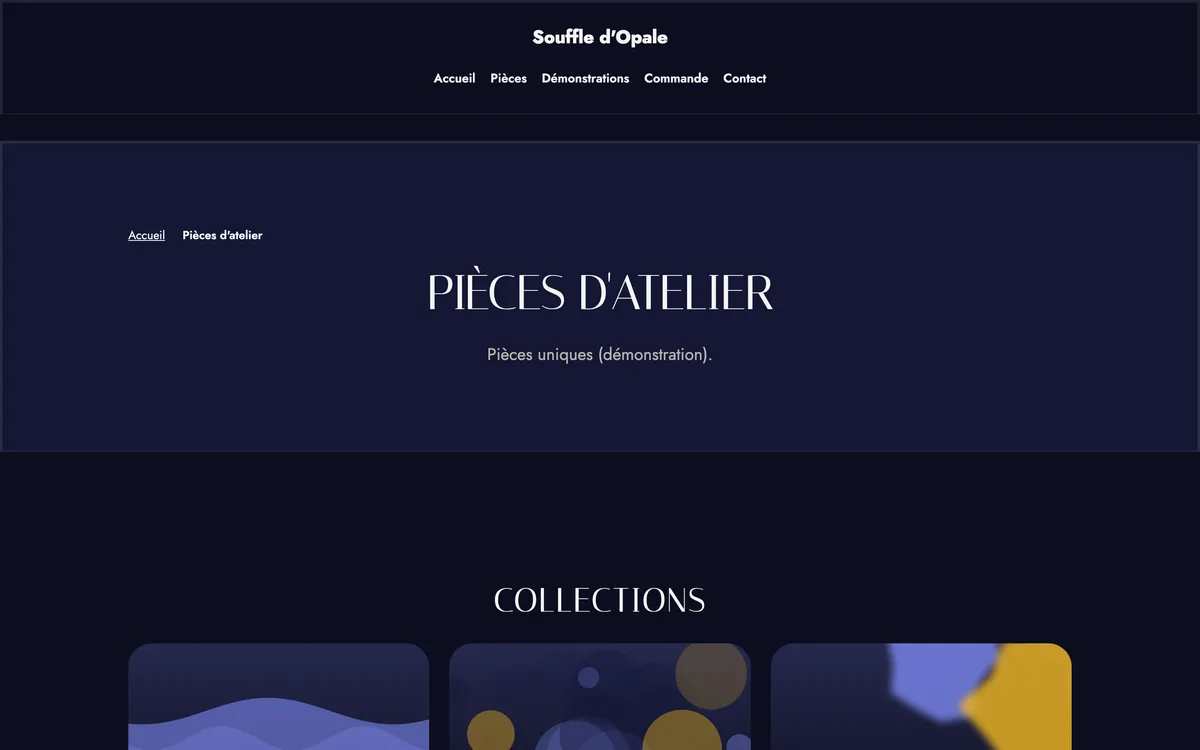 Souffle d'Opale
Accueil Pièces Démonstrations Commande Contact
Accueil Pièces d'atelier
PIÈCES D'ATELIER
Pièces uniques (démonstration).
COLLECTIONS